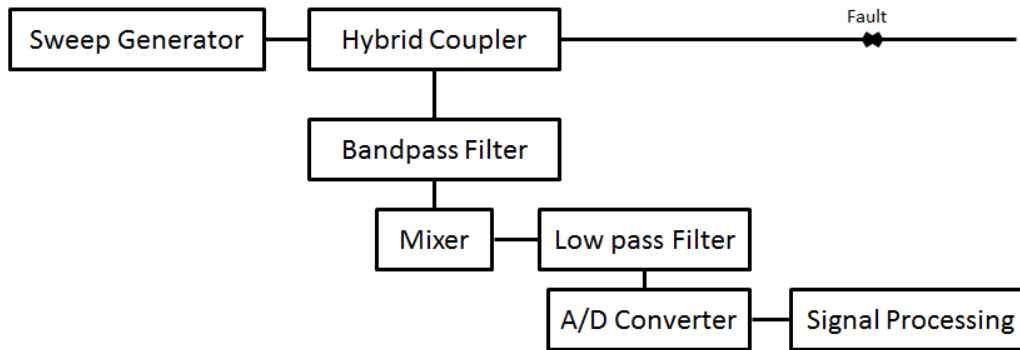 Fault
Sweep Generator
Hybrid Coupler
Bandpass Filter
Mixer
Low pass Filter
A/D Converter
Signal Processing